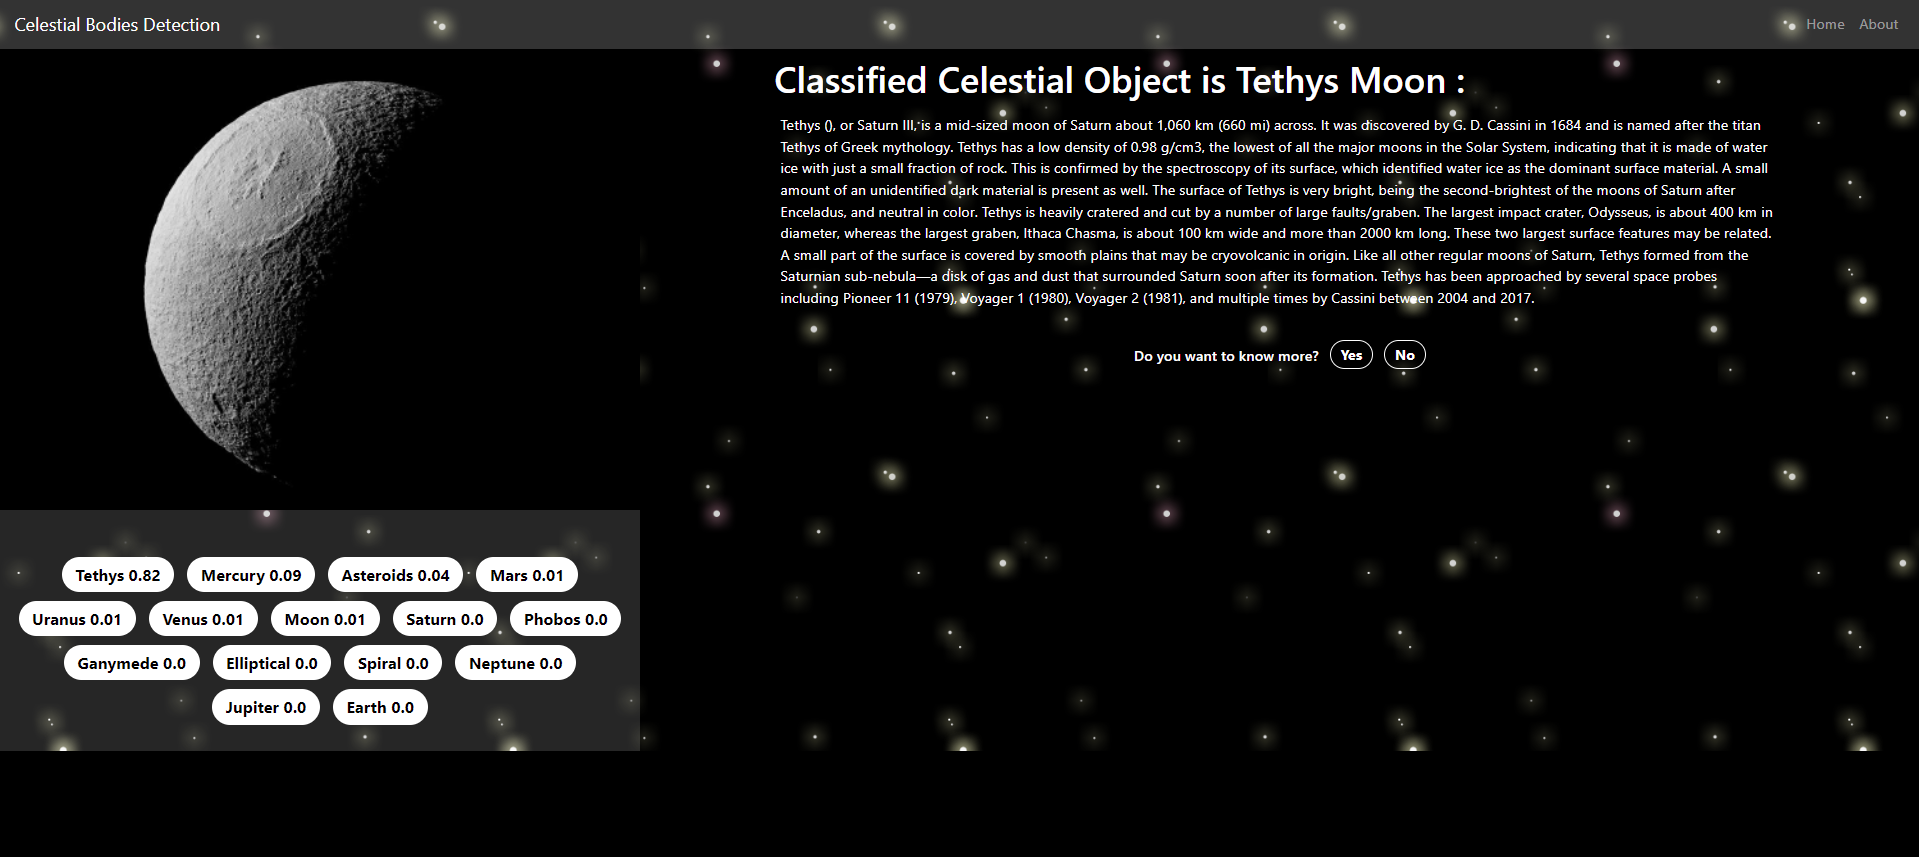 Celestial Bodies Detection
Home About
Classified Celestial Object is Tethys Moon :
Tethys (), or Saturn III, is a mid-sized moon of Saturn about 1,060 km (660 mi) across. It was discovered by G. D. Cassini in 1684 and is named after the titan
Tethys of Greek mythology. Tethys has a low density of 0.98 g/cm3, the lowest of all the major moons in the Solar System, indicating that it is made of water
ice with just a small fraction of rock. This is confirmed by the spectroscopy of its surface, which identified water ice as the dominant surface material. A small
amount of an unidentified dark material is present as well. The surface of Tethys is very bright, being the second-brightest of the moons of Saturn after
Enceladus, and neutral in color. Tethys is heavily cratered and cut by a number of large faults/graben. The largest impact crater, Odysseus, is about 400 km in
diameter, whereas the largest graben, Ithaca Chasma, is about 100 km wide and more than 2000 km long. These two largest surface features may be related.
A small part of the surface is covered by smooth plains that may be cryovolcanic in origin. Like all other regular moons of Saturn, Tethys formed from the
Saturnian sub-nebula—a disk of gas and dust that surrounded Saturn soon after its formation. Tethys has been approached by several space probes
including Pioneer 11 (1979), Voyager 1 (1980), Voyager 2 (1981), and multiple times by Cassini between 2004 and 2017.
Do you want to know more? Yes No
Tethys 0.82 Mercury 0.09 Asteroids 0.04 Mars 0.01
Uranus 0.01 Venus 0.01 Moon 0.01 Saturn 0.0 Phobos 0.0
Ganymede 0.0 Elliptical 0.0 Spiral 0.0 Neptune 0.0
Jupiter 0.0 Earth 0.0